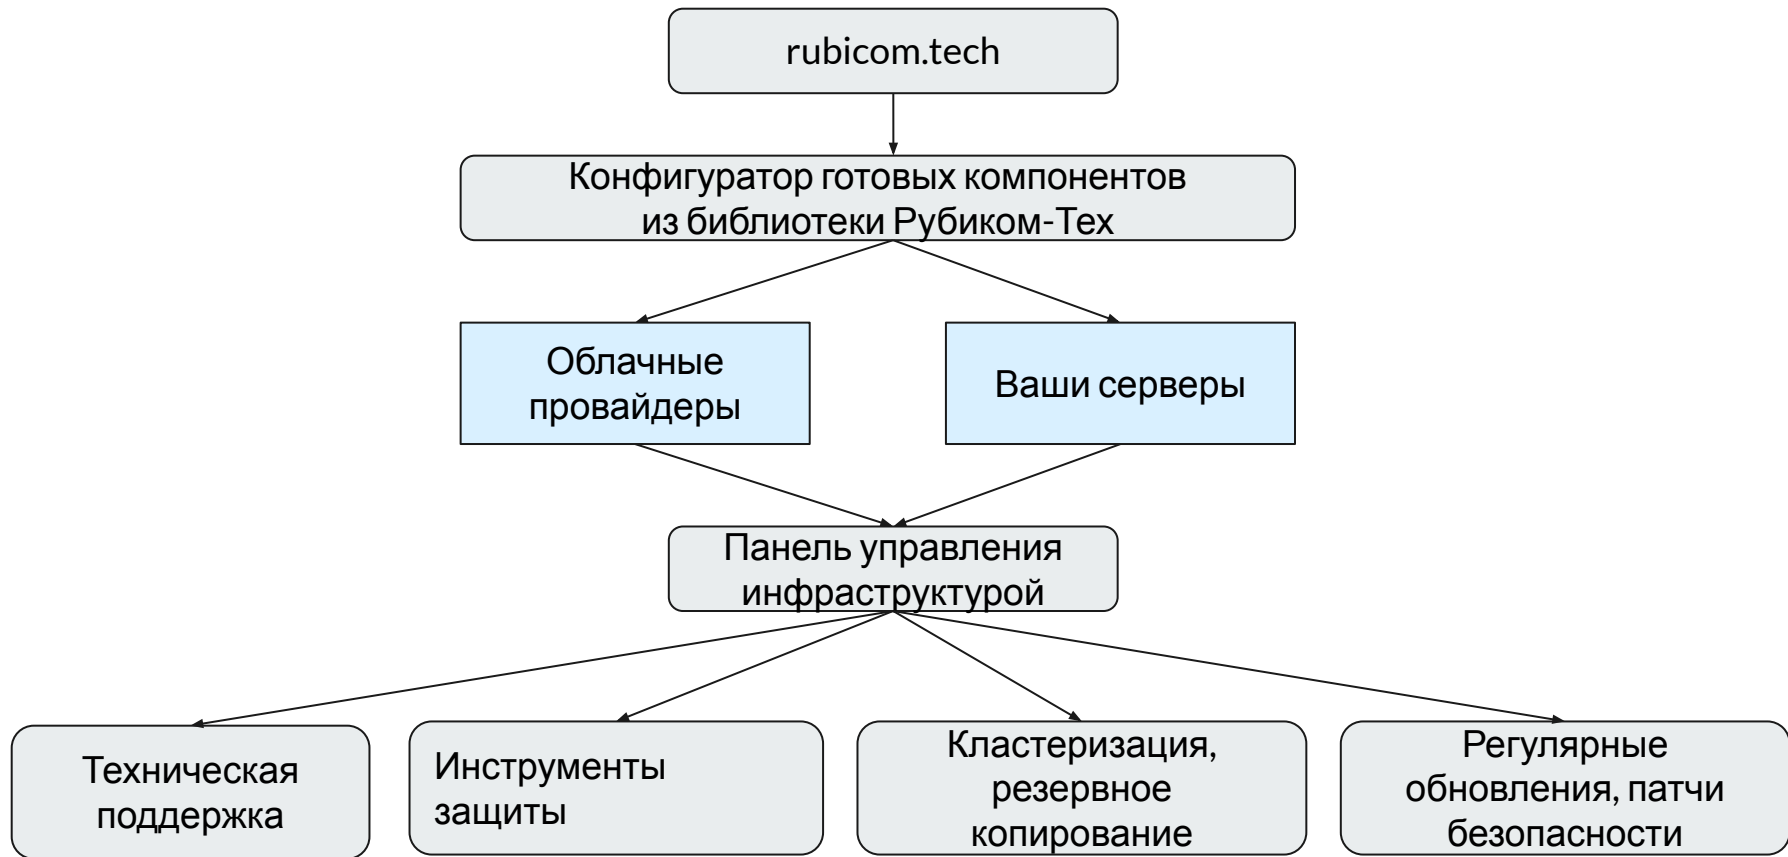 rubicom.tech
Конфигуратор готовых компонентов
из библиотеки Рубиком-Тех
Облачные
провайдеры
Ваши серверы
Панель управления
инфраструктурой
Техническая
поддержка
Инструменты
защиты
Кластеризация,
резервное
копирование
Регулярные
обновления, патчи
безопасности